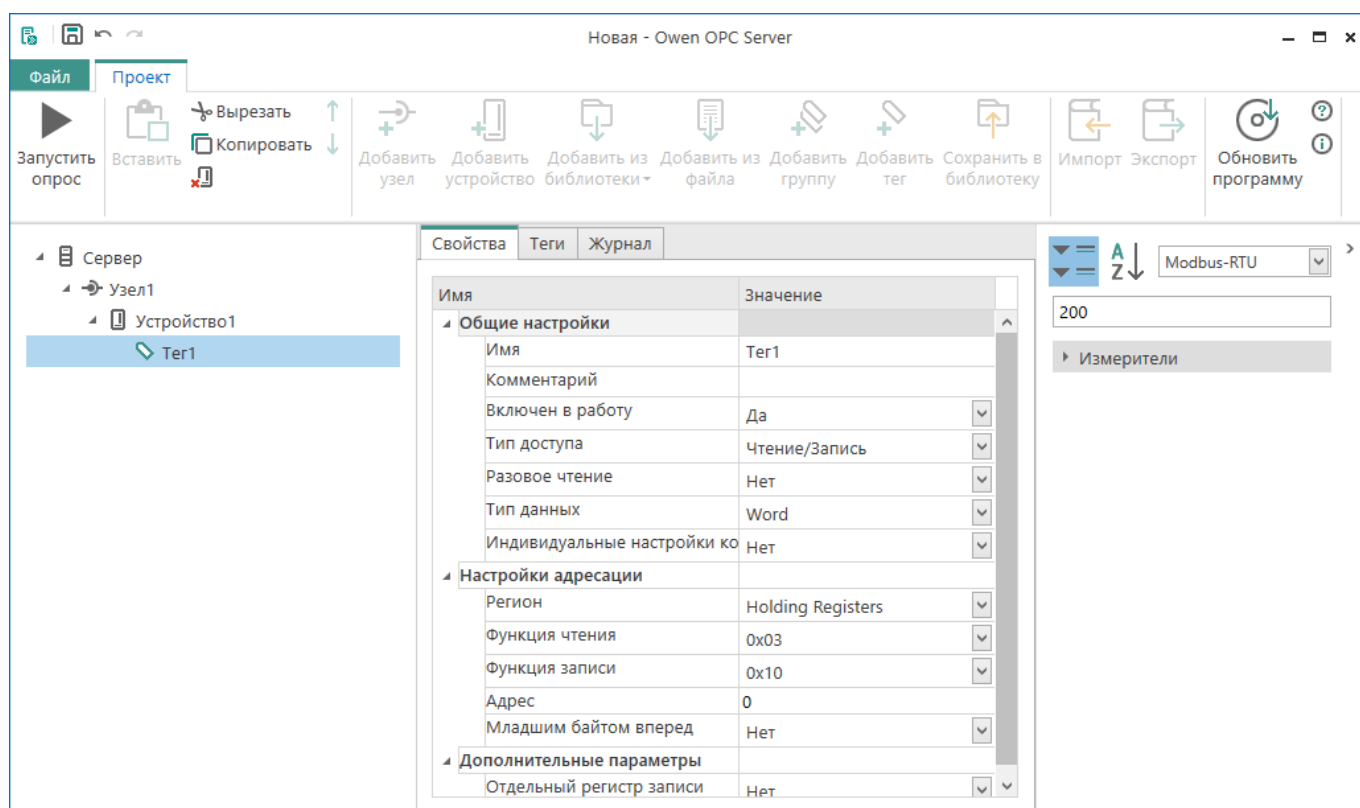 Новая - Owen OPC Server
Файл Проект
Запустить опрос
Вставить
Вырезать
Копировать
Добавить узел
Добавить устройство
Добавить из библиотеки
Добавить из файла
Добавить группу
Добавить тег
Сохранить в библиотеку
Импорт
Экспорт
Обновить программу
Сервер
Узел1
Устройство1
Тег1
Свойства Теги Журнал
Имя Значение
Общие настройки
Имя Тег1
Комментарий
Включен в работу Да
Тип доступа Чтение/Запись
Разовое чтение Нет
Тип данных Word
Индивидуальные настройки ко Нет
Настройки адресации
Регион Holding Registers
Функция чтения 0x03
Функция записи 0x10
Адрес 0
Младшим байтом вперед Нет
Дополнительные параметры
Отдельный регистр записи Нет
A
Z
Modbus-RTU
200
Измерители